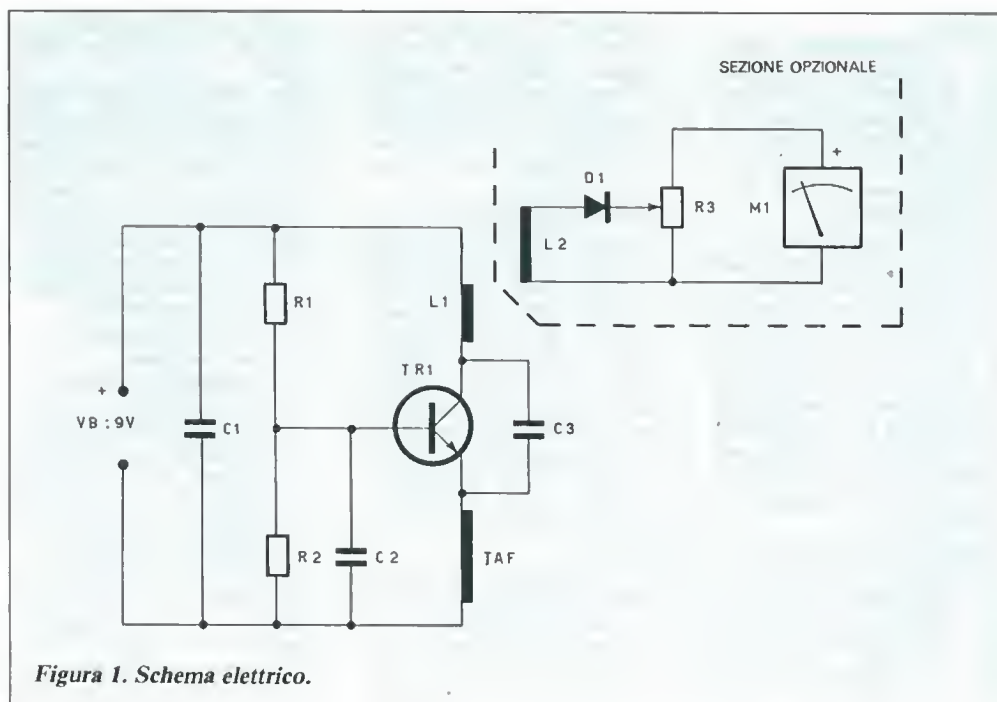 SEZIONE OPZIONALE
D1
+
R3
M1
L2
R1
L1
TR1
+
VB : 9V
C1
C3
R2
C2
JAF
Figura 1. Schema elettrico.